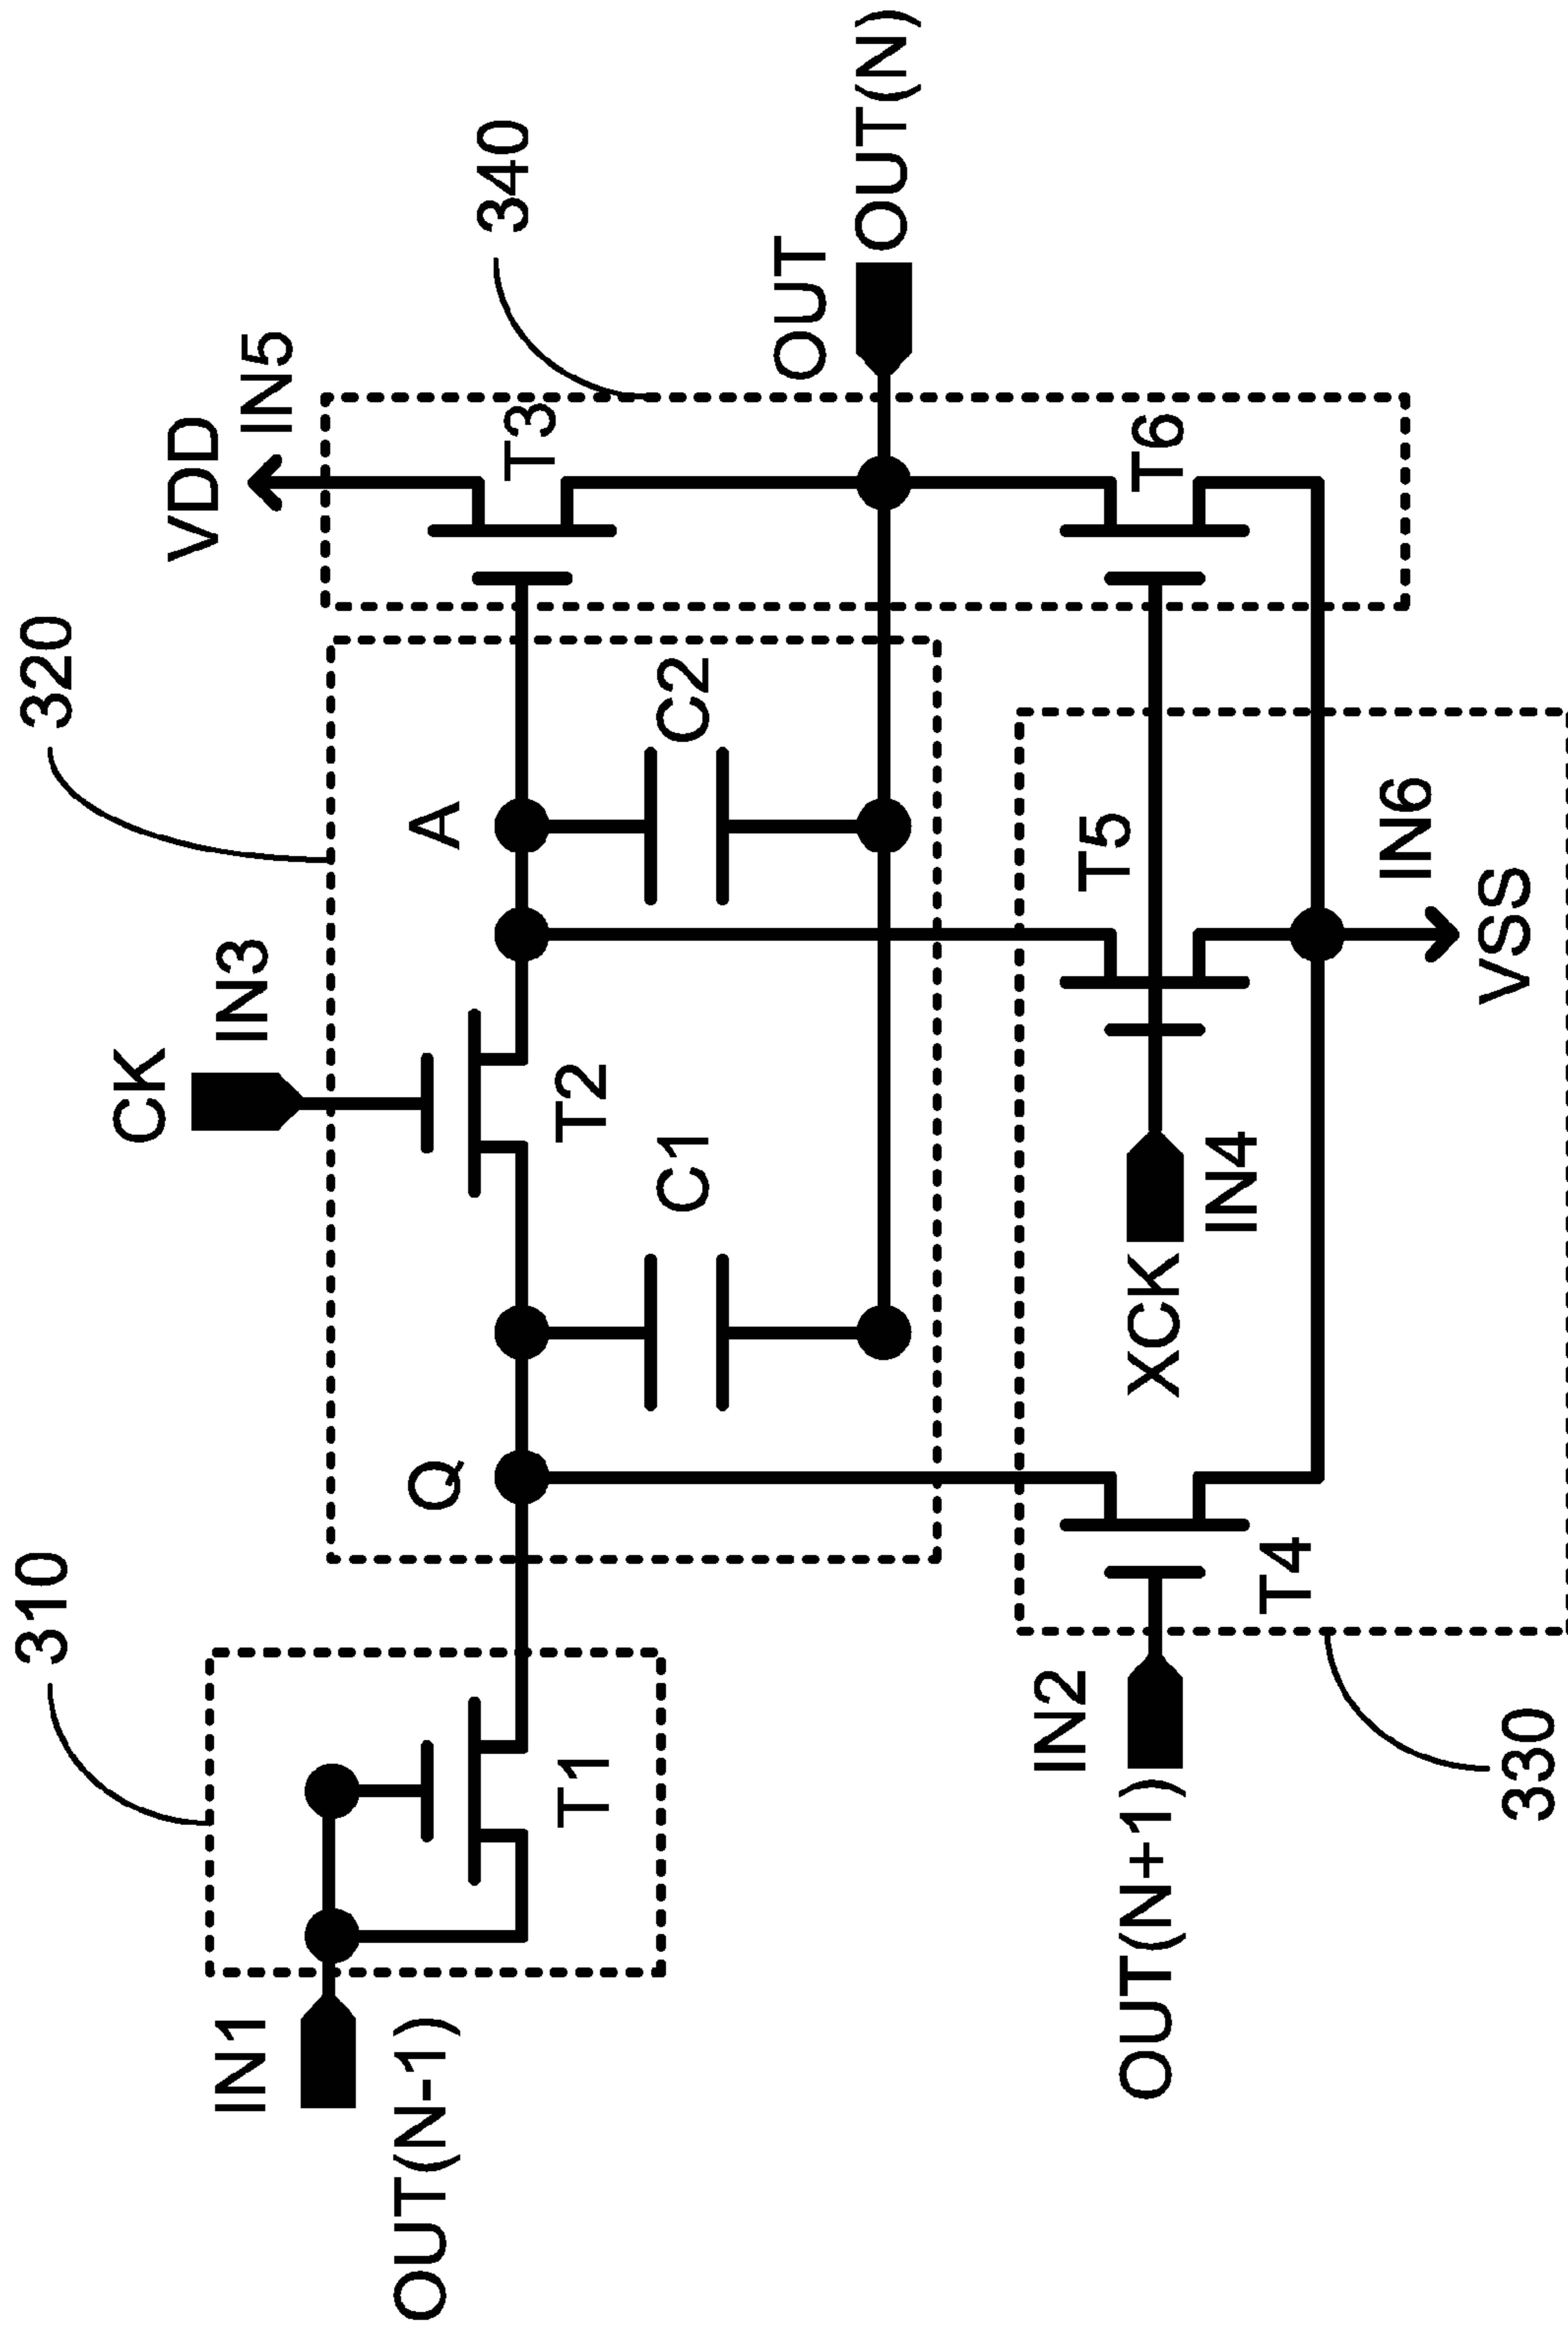 310
320
340
CK
IN3
VDD
IN5
IN1
OUT(N-1)
T1
Q
T2
A
T3
C1
C2
OUT
OUT(N)
IN2
OUT(N+1)
T4
XCK
IN4
T5
T6
IN6
VSS
330